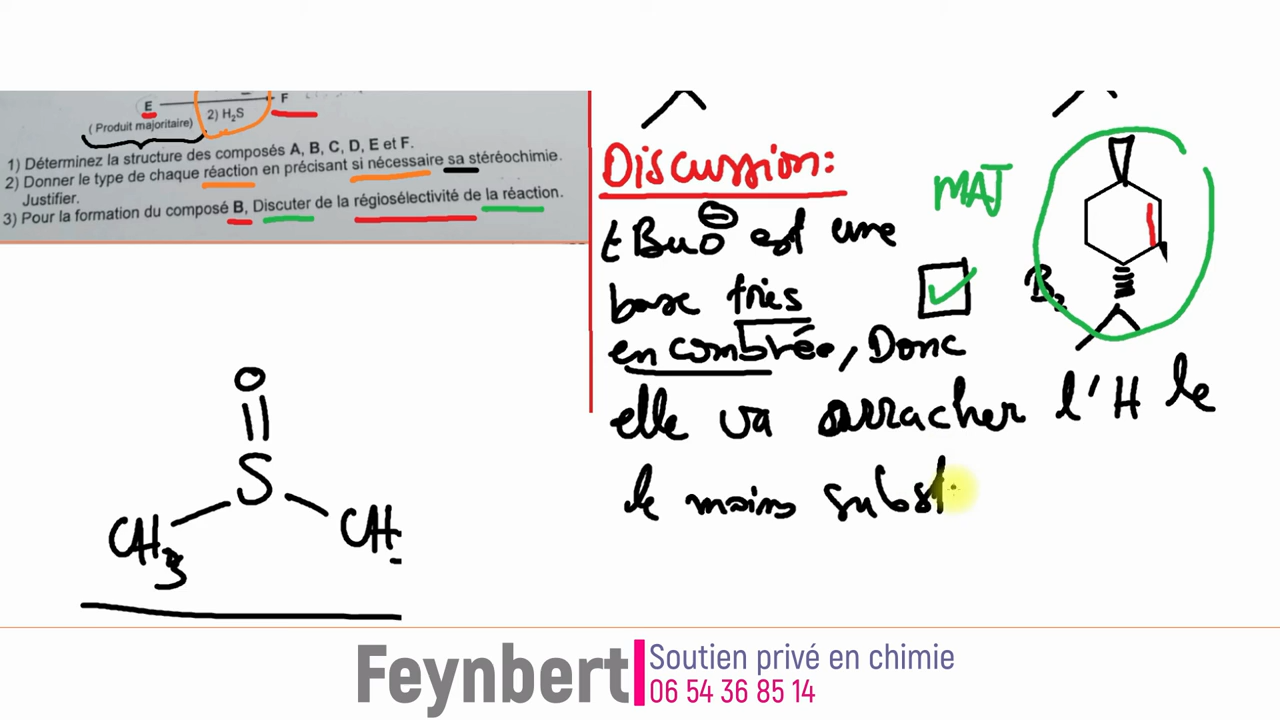 E F
2) H₂S
( Produit majoritaire)
1) Déterminez la structure des composés A, B, C, D, E et F.
2) Donner le type de chaque réaction en précisant si nécessaire sa stéréochimie.
Justifier.
3) Pour la formation du composé B, Discuter de la régiosélectivité de la réaction.
O
S
CH3 CH
Discussion:
MAJ
tBuO⊖ est une
base fries
B2
encombrée, Donc
elle va arracher l'H le
le moins subst
Feynbert
Soutien privé en chimie
06 54 36 85 14